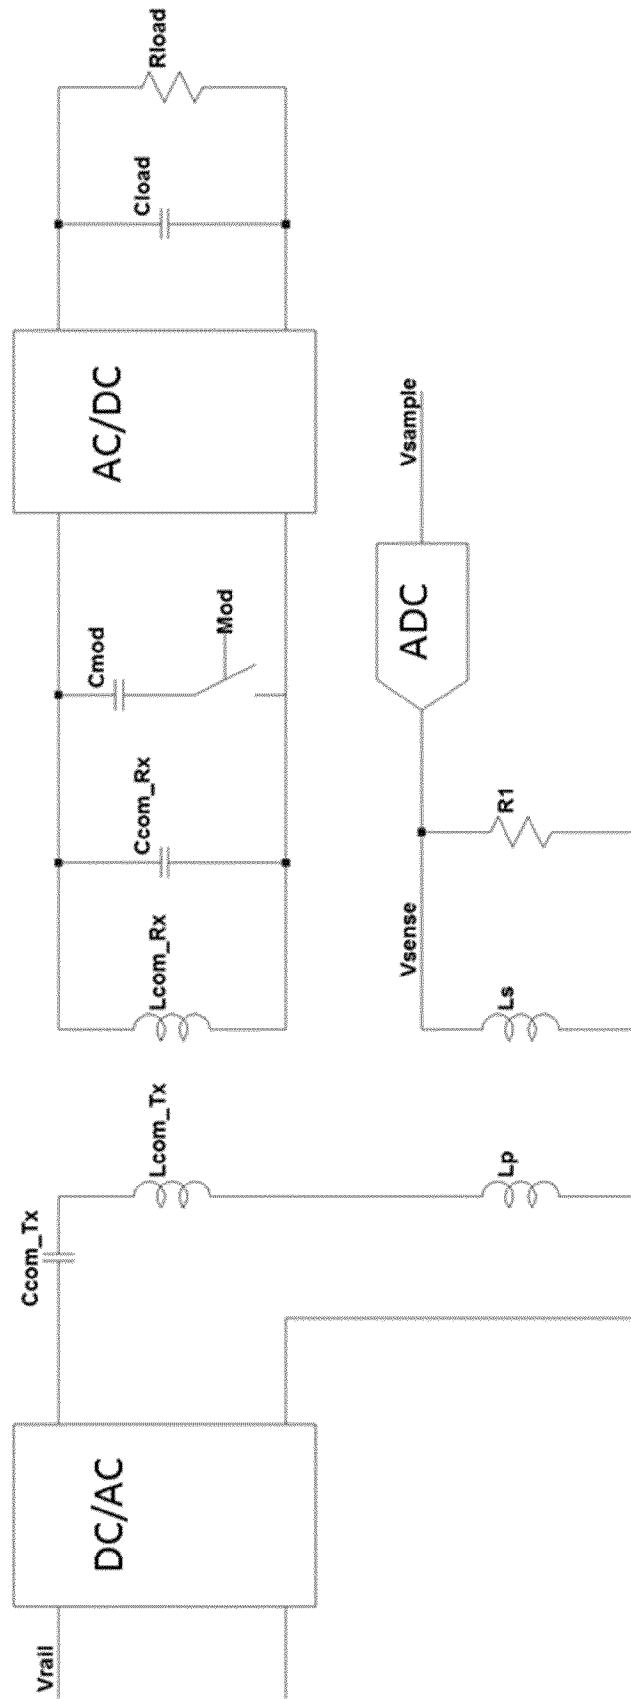 Vrail
DC/AC
Ccom_Tx
Lcom_Tx
Lcom_Rx
Ccom_Rx
Cmod
Mod
AC/DC
Cload
Rload
Lp
Ls
Vsense
R1
ADC
Vsample